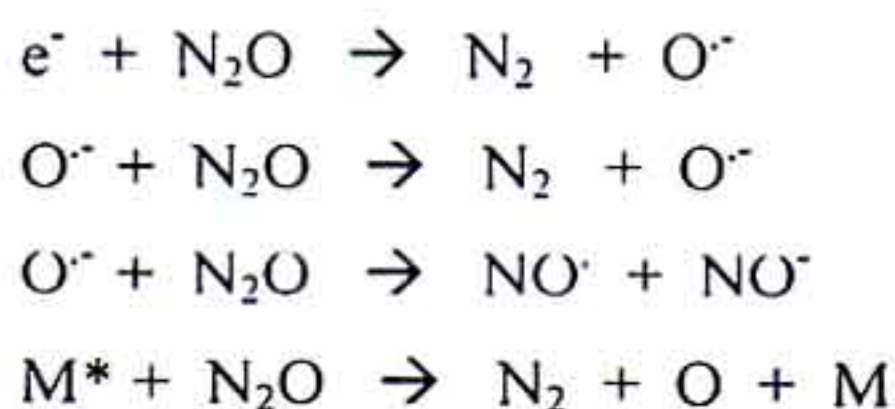 e⁻ + N₂O → N₂ + O·⁻
O·⁻ + N₂O → N₂ + O·⁻
O·⁻ + N₂O → NO· + NO⁻
M* + N₂O → N₂ + O + M